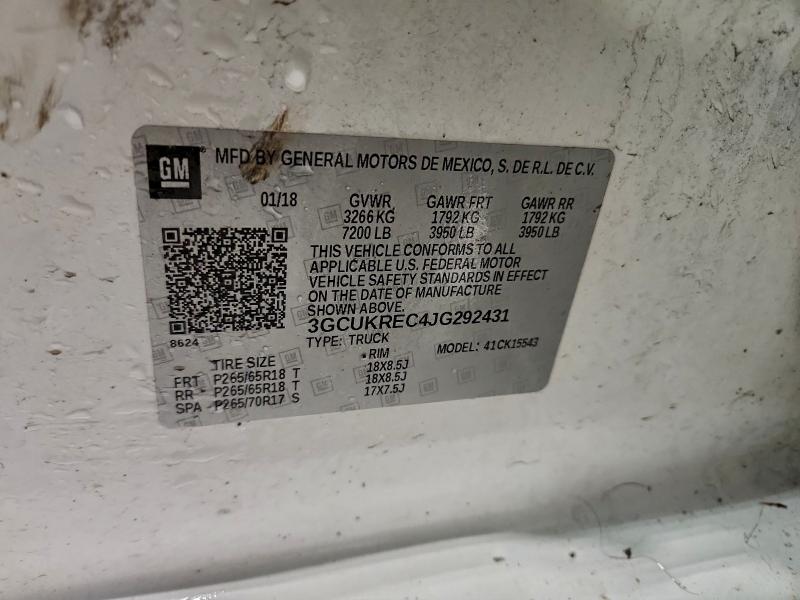 GM
MFD BY GENERAL MOTORS DE MEXICO, S. DE R.L. DE C.V.
01/18 GVWR GAWR FRT GAWR RR
3266 KG 1792 KG 1792 KG
7200 LB 3950 LB 3950 LB
THIS VEHICLE CONFORMS TO ALL
APPLICABLE U.S. FEDERAL MOTOR
VEHICLE SAFETY STANDARDS IN EFFECT
ON THE DATE OF MANUFACTURE
SHOWN ABOVE.
3GCUKREC4JG292431
8624
TYPE: TRUCK MODEL: 41CK15543
TIRE SIZE RIM
FRT P265/65R18 T 18X8.5J
RR P265/65R18 T 18X8.5J
SPA P265/70R17 S 17X7.5J